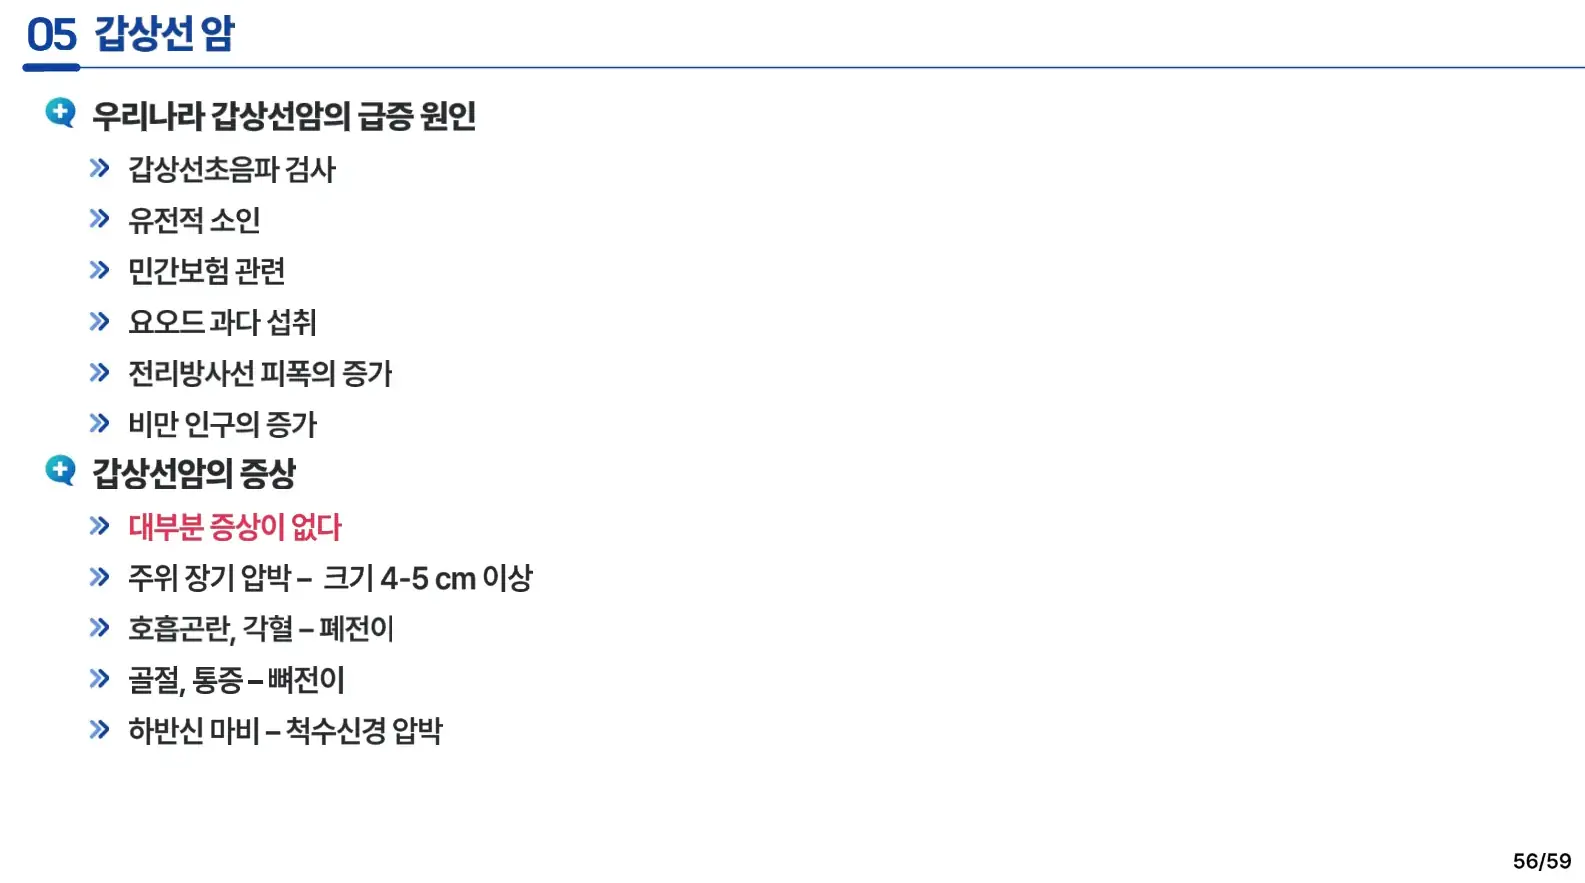 05 갑상선 암
우리나라 갑상선암의 급증 원인
갑상선초음파 검사
유전적 소인
민간보험 관련
요오드 과다 섭취
전리방사선 피폭의 증가
비만 인구의 증가
갑상선암의 증상
대부분 증상이 없다
주위 장기 압박 – 크기 4-5 cm 이상
호흡곤란, 각혈 – 폐전이
골절, 통증 – 뼈전이
하반신 마비 – 척수신경 압박
56/59